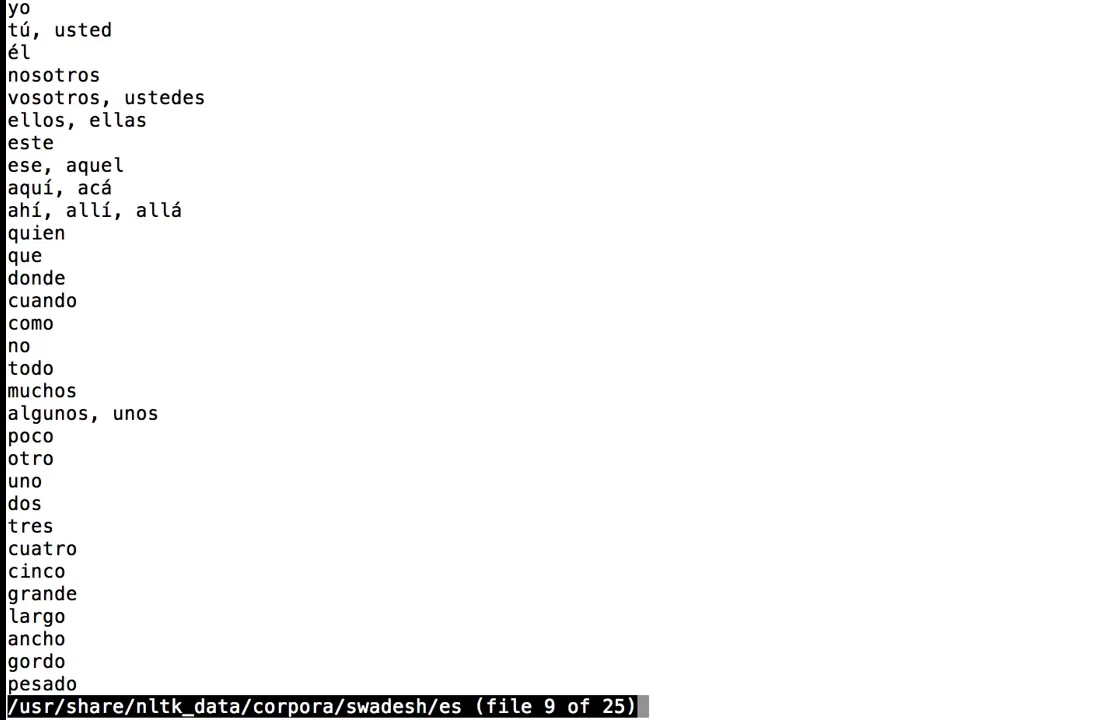 yo
tú, usted
él
nosotros
vosotros, ustedes
ellos, ellas
este
ese, aquel
aquí, acá
ahí, allí, allá
quien
que
donde
cuando
como
no
todo
muchos
algunos, unos
poco
otro
uno
dos
tres
cuatro
cinco
grande
largo
ancho
gordo
pesado
/usr/share/nltk_data/corpora/swadesh/es (file 9 of 25)